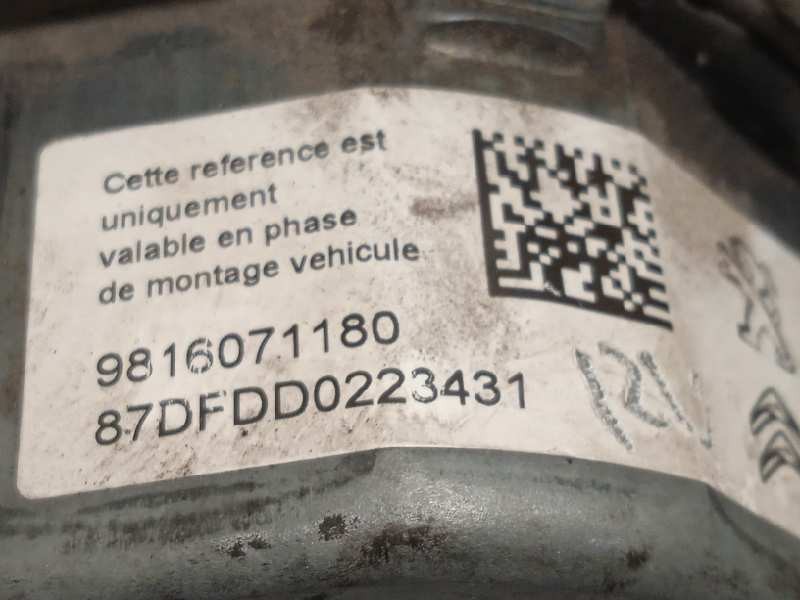 Cette reference est
uniquement
valable en phase
de montage vehicule
9816071180
87DFDD0223431